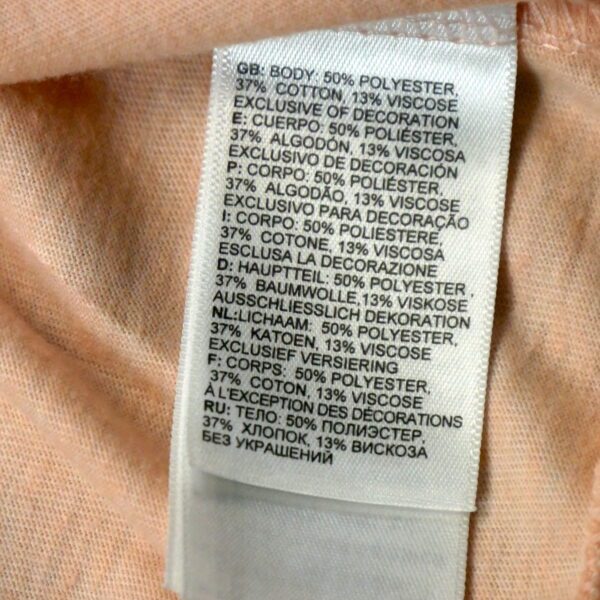 GB: BODY: 50% POLYESTER,
37% COTTON, 13% VISCOSE
EXCLUSIVE OF DECORATION
E: CUERPO: 50% POLIÉSTER,
37% ALGODÓN, 13% VISCOSA
EXCLUSIVO DE DECORACIÓN
P: CORPO: 50% POLIÉSTER,
37% ALGODÃO, 13% VISCOSE
EXCLUSIVO PARA DECORAÇÃO
I: CORPO: 50% POLIESTERE,
37% COTONE, 13% VISCOSA
ESCLUSA LA DECORAZIONE
D: HAUPTTEIL: 50% POLYESTER,
37% BAUMWOLLE, 13% VISKOSE
AUSSCHLIESSLICH DEKORATION
NL:LICHAAM: 50% POLYESTER,
37% KATOEN, 13% VISCOSE
EXCLUSIEF VERSIERING
F: CORPS: 50% POLYESTER,
37% COTON, 13% VISCOSE
À L'EXCEPTION DES DÉCORATIONS
RU: ТЕЛО: 50% ПОЛИЭСТЕР,
37% ХЛОПОК, 13% ВИСКОЗА
БЕЗ УКРАШЕНИЙ